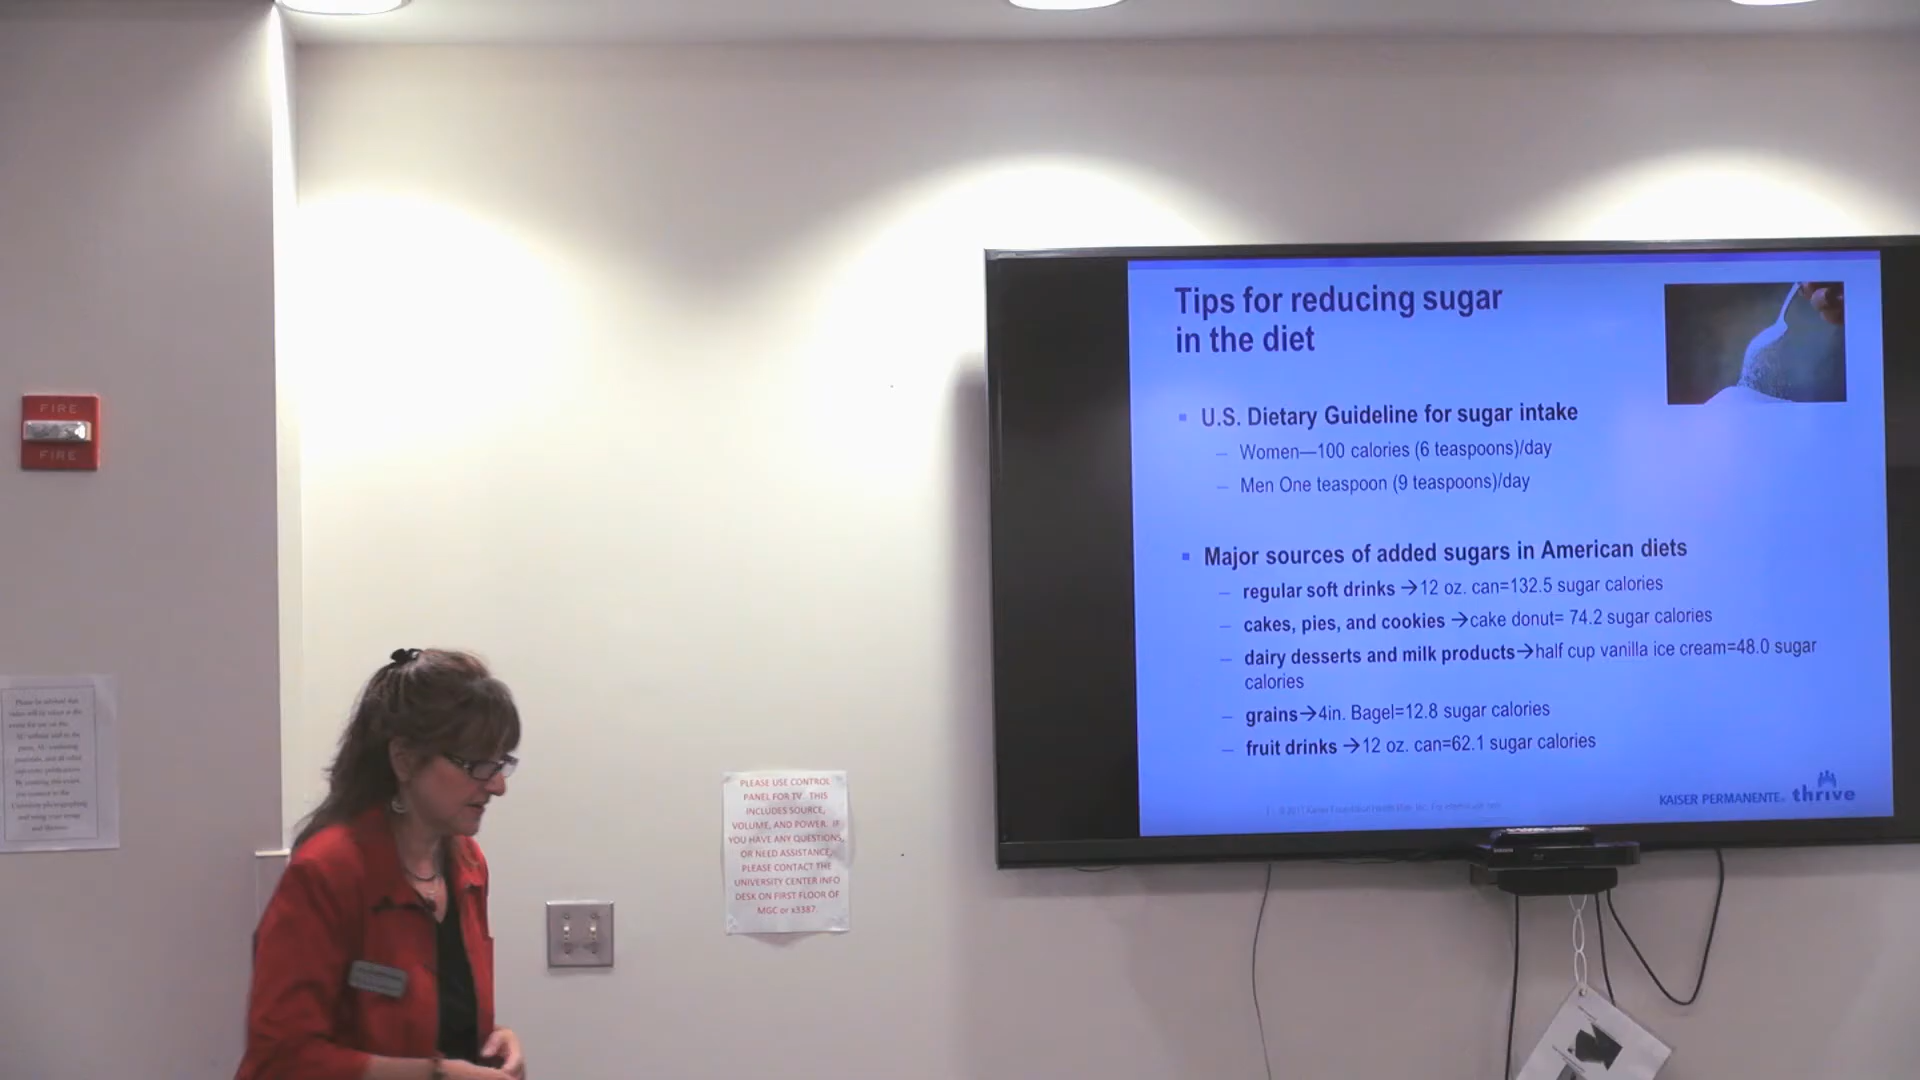 FIRE
FIRE
Tips for reducing sugar
in the diet
U.S. Dietary Guideline for sugar intake
Women—100 calories (6 teaspoons)/day
Men One teaspoon (9 teaspoons)/day
Major sources of added sugars in American diets
regular soft drinks →12 oz. can=132.5 sugar calories
cakes, pies, and cookies →cake donut= 74.2 sugar calories
dairy desserts and milk products→half cup vanilla ice cream=48.0 sugar
calories
grains→4in. Bagel=12.8 sugar calories
fruit drinks →12 oz. can=62.1 sugar calories
KAISER PERMANENTE. thrive
PLEASE USE CONTROL
PANEL FOR TV. THIS
INCLUDES SOURCE,
VOLUME, AND POWER. IF
YOU HAVE ANY QUESTIONS,
OR NEED ASSISTANCE,
PLEASE CONTACT THE
UNIVERSITY CENTER INFO
DESK ON FIRST FLOOR OF
MGC or x3387.
Please be advised that